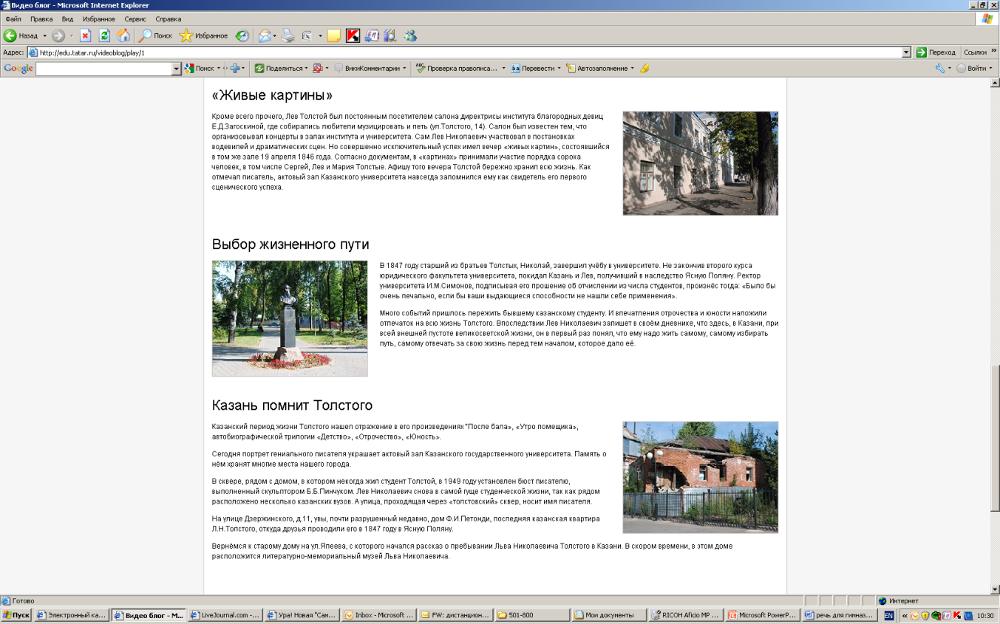 Видео блог - Microsoft Internet Explorer
Файл Правка Вид Избранное Сервис Справка
Назад Поиск Избранное
Адрес: http://edu.tatar.ru/videoblog/play/1 Переход Ссылки »
Google Поиск Поделиться ВикиКомментарии Проверка правописа... Перевести Автозаполнение Войти
«Живые картины»
Кроме всего прочего, Лев Толстой был постоянным посетителем салона директрисы института благородных девиц
Е.Д.Загоскиной, где собирались любители музицировать и петь (ул.Толстого, 14). Салон был известен тем, что
организовывал концерты в залах института и университета. Сам Лев Николаевич участвовал в постановках
водевилей и драматических сцен. Но совершенно исключительный успех имел вечер «живых картин», состоявшийся
в том же зале 19 апреля 1846 года. Согласно документам, в «картинах» принимали участие порядка сорока
человек, в том числе Сергей, Лев и Мария Толстые. Афишу того вечера Толстой бережно хранил всю жизнь. Как
отмечал писатель, актовый зал Казанского университета навсегда запомнился ему как свидетель его первого
сценического успеха.
Выбор жизненного пути
В 1847 году старший из братьев Толстых, Николай, завершил учёбу в университете. Не закончив второго курса
юридического факультета университета, покидал Казань и Лев, получивший в наследство Ясную Поляну. Ректор
университета И.М.Симонов, подписывая его прошение об отчислении из числа студентов, произнёс тогда: «Было бы
очень печально, если бы ваши выдающиеся способности не нашли себе применения».
Много событий пришлось пережить бывшему казанскому студенту. И впечатления отрочества и юности наложили
отпечаток на всю жизнь Толстого. Впоследствии Лев Николаевич запишет в своём дневнике, что здесь, в Казани, при
всей внешней пустоте великосветской жизни, он в первый раз понял, что ему надо жить самому, самому избирать
путь, самому отвечать за свою жизнь перед тем началом, которое дало её.
Казань помнит Толстого
Казанский период жизни Толстого нашел отражение в его произведениях "После бала», «Утро помещика»,
автобиографической трилогии «Детство», «Отрочество», «Юность».
Сегодня портрет гениального писателя украшает актовый зал Казанского государственного университета. Память о
нём хранят многие места нашего города.
В сквере, рядом с домом, в котором некогда жил студент Толстой, в 1949 году установлен бюст писателю,
выполненный скульптором Б.Б.Пинчуком. Лев Николаевич снова в самой гуще студенческой жизни, так как рядом
расположено несколько казанских вузов. А улица, проходящая через «толстовский» сквер, носит имя писателя.
На улице Дзержинского, д.11, увы, почти разрушенный недавно, дом Ф.И.Петонди, последняя казанская квартира
Л.Н.Толстого, откуда друзья проводили его в 1847 году в Ясную Поляну.
Вернёмся к старому дому на ул.Япеева, с которого начался рассказ о пребывании Льва Николаевича Толстого в Казани. В скором времени, в этом доме
расположится литературно-мемориальный музей Льва Николаевича.
Готово Интернет
Пуск Электронный ка... Видео блог - М... LiveJournal.com -... Ура! Новая "Сам... Inbox - Microsoft ... FW: дистанцион... 501-800 Мои документы RICOH Aficio MP ... Microsoft PowerP... речь для гимназ... EN « 10:30